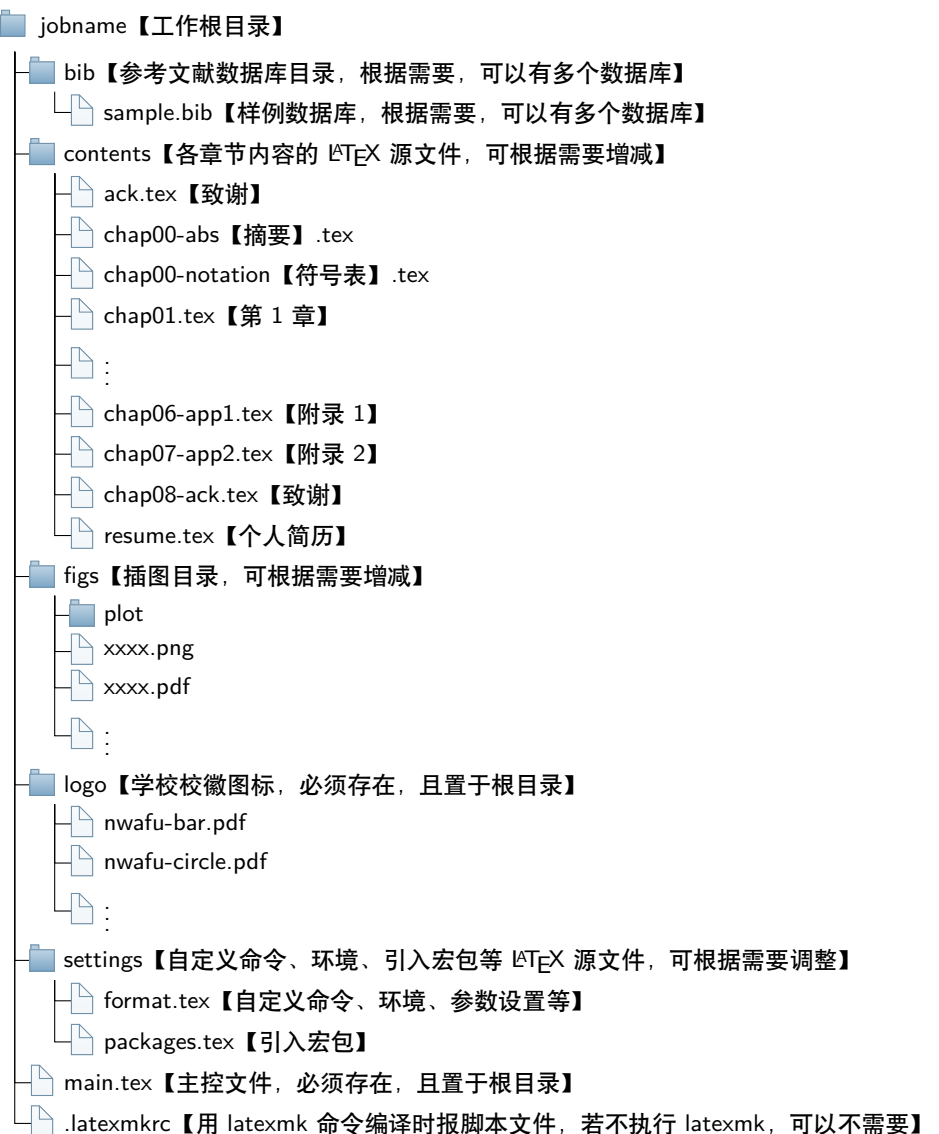 jobname【工作根目录】
bib【参考文献数据库目录，根据需要，可以有多个数据库】
sample.bib【样例数据库，根据需要，可以有多个数据库】
contents【各章节内容的 LATEX 源文件，可根据需要增减】
ack.tex【致谢】
chap00-abs【摘要】.tex
chap00-notation【符号表】.tex
chap01.tex【第 1 章】
⋮
chap06-app1.tex【附录 1】
chap07-app2.tex【附录 2】
chap08-ack.tex【致谢】
resume.tex【个人简历】
figs【插图目录，可根据需要增减】
plot
xxxx.png
xxxx.pdf
⋮
logo【学校校徽图标，必须存在，且置于根目录】
nwafu-bar.pdf
nwafu-circle.pdf
⋮
settings【自定义命令、环境、引入宏包等 LATEX 源文件，可根据需要调整】
format.tex【自定义命令、环境、参数设置等】
packages.tex【引入宏包】
main.tex【主控文件，必须存在，且置于根目录】
.latexmkrc【用 latexmk 命令编译时报脚本文件，若不执行 latexmk，可以不需要】